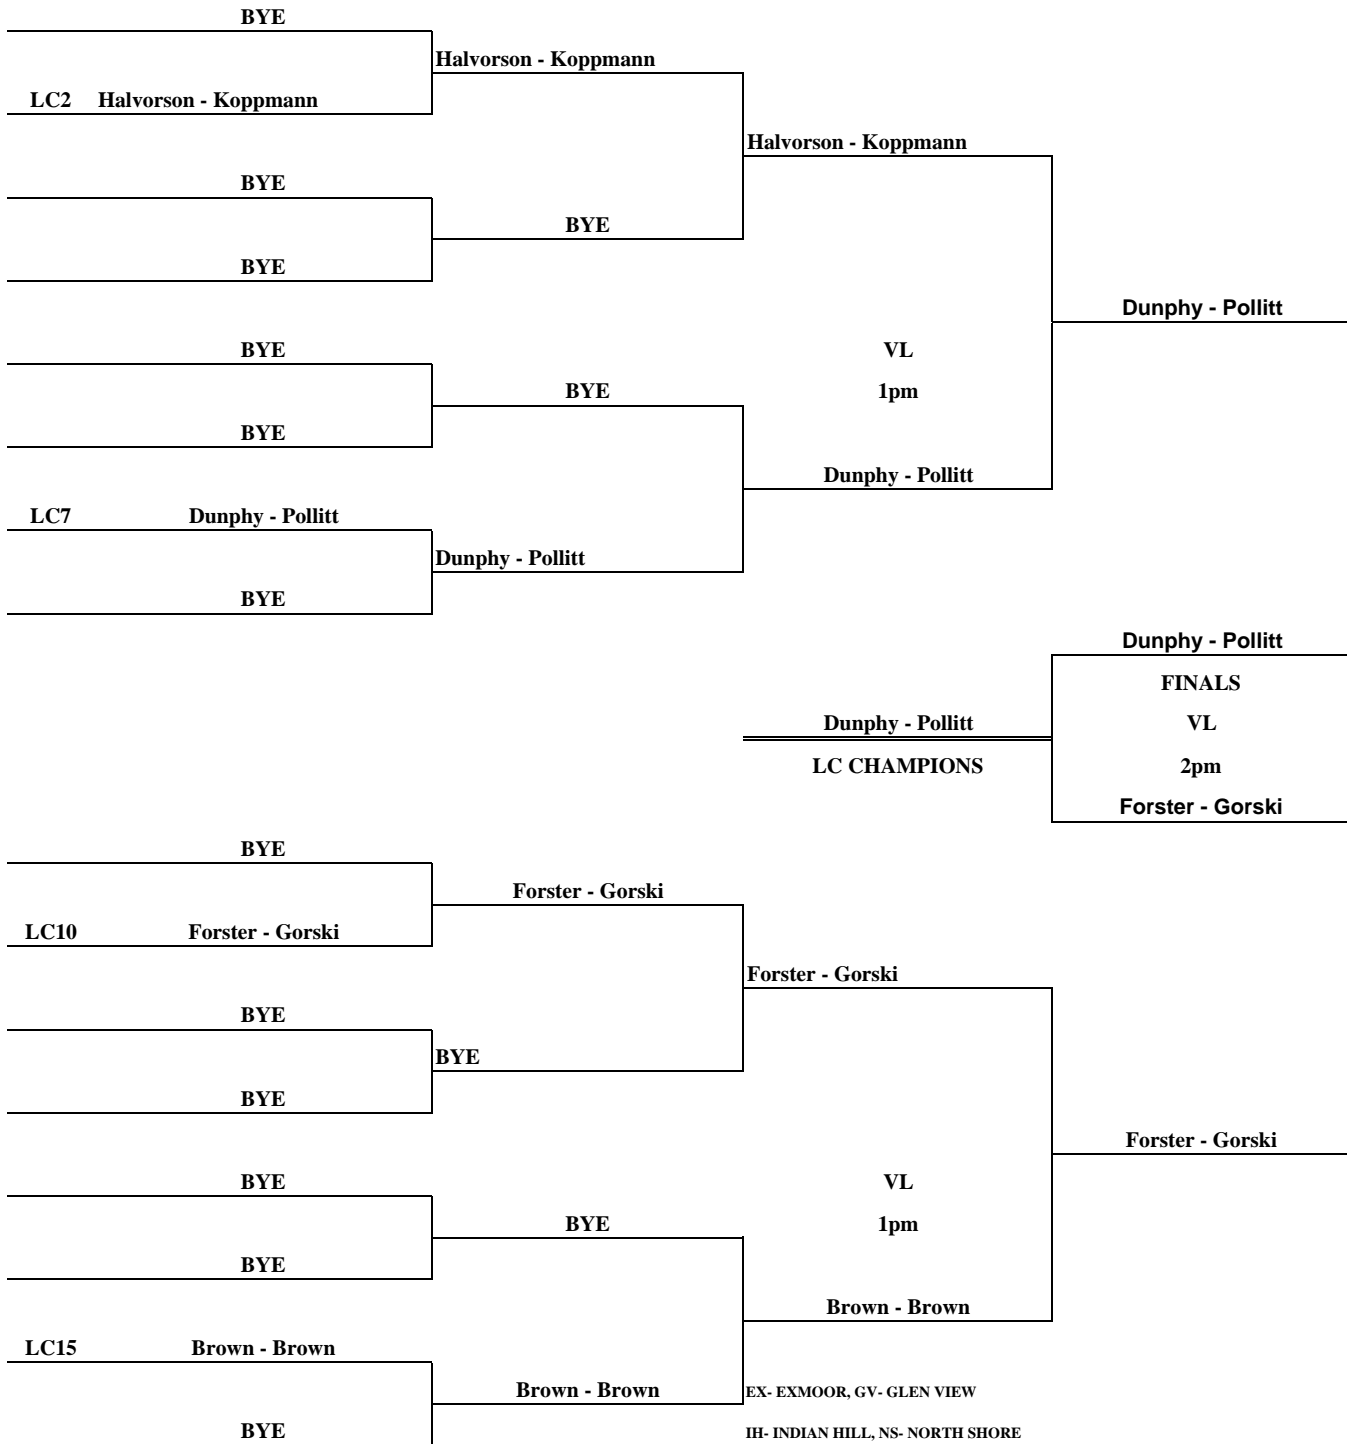 BYE
Halvorson - Koppmann
LC2 Halvorson - Koppmann
Halvorson - Koppmann
BYE
BYE
BYE
Dunphy - Pollitt
BYE
VL
BYE
1pm
BYE
Dunphy - Pollitt
LC7 Dunphy - Pollitt
Dunphy - Pollitt
BYE
Dunphy - Pollitt
FINALS
Dunphy - Pollitt
VL
LC CHAMPIONS
2pm
Forster - Gorski
BYE
Forster - Gorski
LC10 Forster - Gorski
Forster - Gorski
BYE
BYE
BYE
Forster - Gorski
BYE
VL
BYE
1pm
BYE
Brown - Brown
LC15 Brown - Brown
Brown - Brown
EX- EXMOOR, GV- GLEN VIEW
BYE
IH- INDIAN HILL, NS- NORTH SHORE